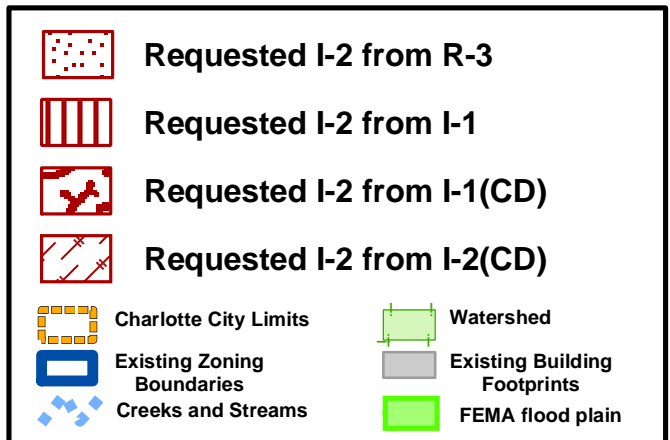 Requested I-2 from R-3
Requested I-2 from I-1
Requested I-2 from I-1(CD)
Requested I-2 from I-2(CD)
Charlotte City Limits
Watershed
Existing Zoning
Boundaries
Existing Building
Footprints
Creeks and Streams
FEMA flood plain